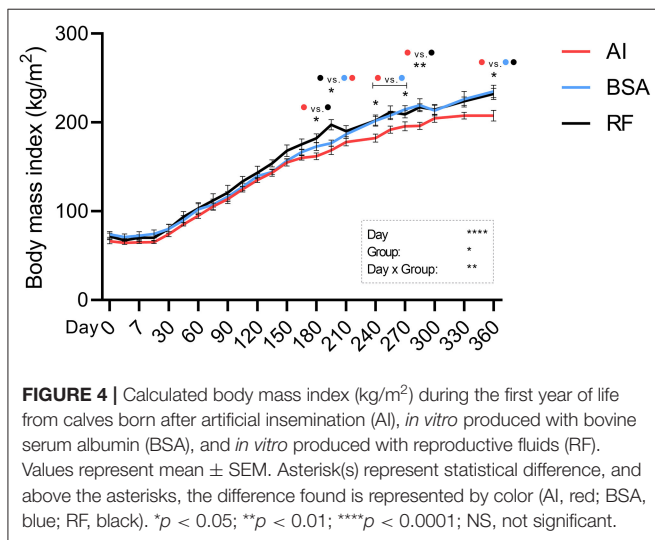 300
200
100
0
Body mass index (kg/m²)
Day 0 7 30 60 90 120 150 180 210 240 270 300 330 360
vs.
*
vs.
*
vs.
*
*
vs.
**
vs.
*
AI
BSA
RF
Day ****
Group: *
Day x Group: **
FIGURE 4 | Calculated body mass index (kg/m²) during the first year of life
from calves born after artificial insemination (AI), in vitro produced with bovine
serum albumin (BSA), and in vitro produced with reproductive fluids (RF).
Values represent mean ± SEM. Asterisk(s) represent statistical difference, and
above the asterisks, the difference found is represented by color (AI, red; BSA,
blue; RF, black). *p < 0.05; **p < 0.01; ****p < 0.0001; NS, not significant.